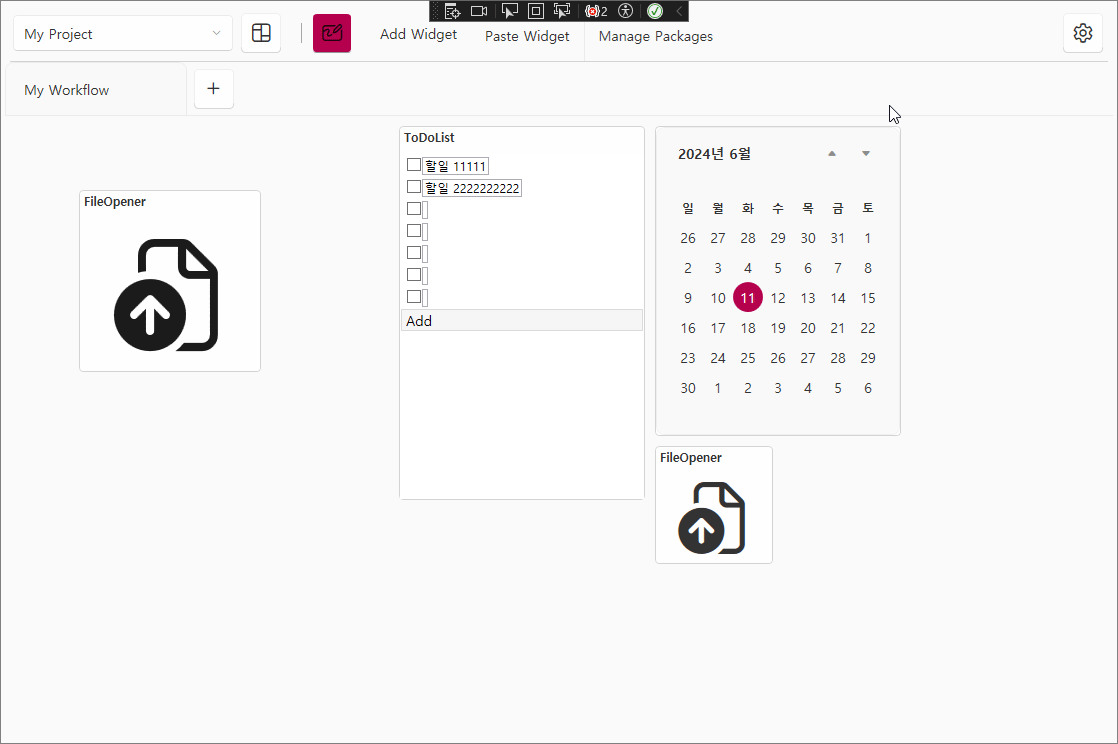 2
My Project
Add Widget
Paste Widget
Manage Packages
My Workflow
ToDoList
할일 11111
할일 2222222222
Add
FileOpener
2024년 6월
일 월 화 수 목 금 토
26 27 28 29 30 31 1
2 3 4 5 6 7 8
9 10 11 12 13 14 15
16 17 18 19 20 21 22
23 24 25 26 27 28 29
30 1 2 3 4 5 6
FileOpener